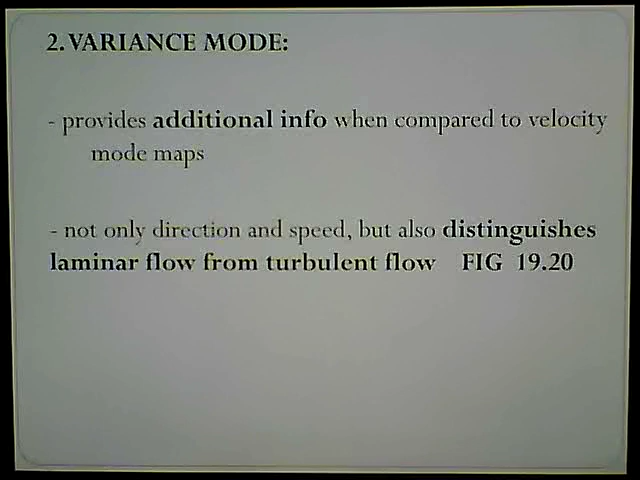 2. VARIANCE MODE:
- provides additional info when compared to velocity
mode maps
- not only direction and speed, but also distinguishes
laminar flow from turbulent flow FIG 19.20